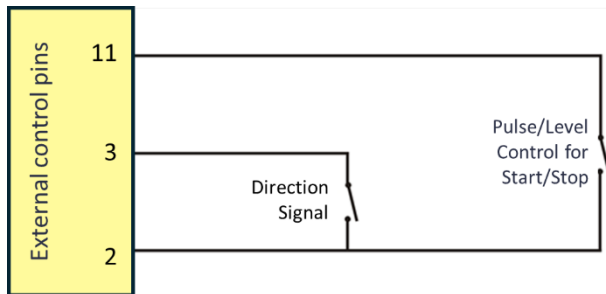 External control pins
11
3
2
Direction
Signal
Pulse/Level
Control for
Start/Stop